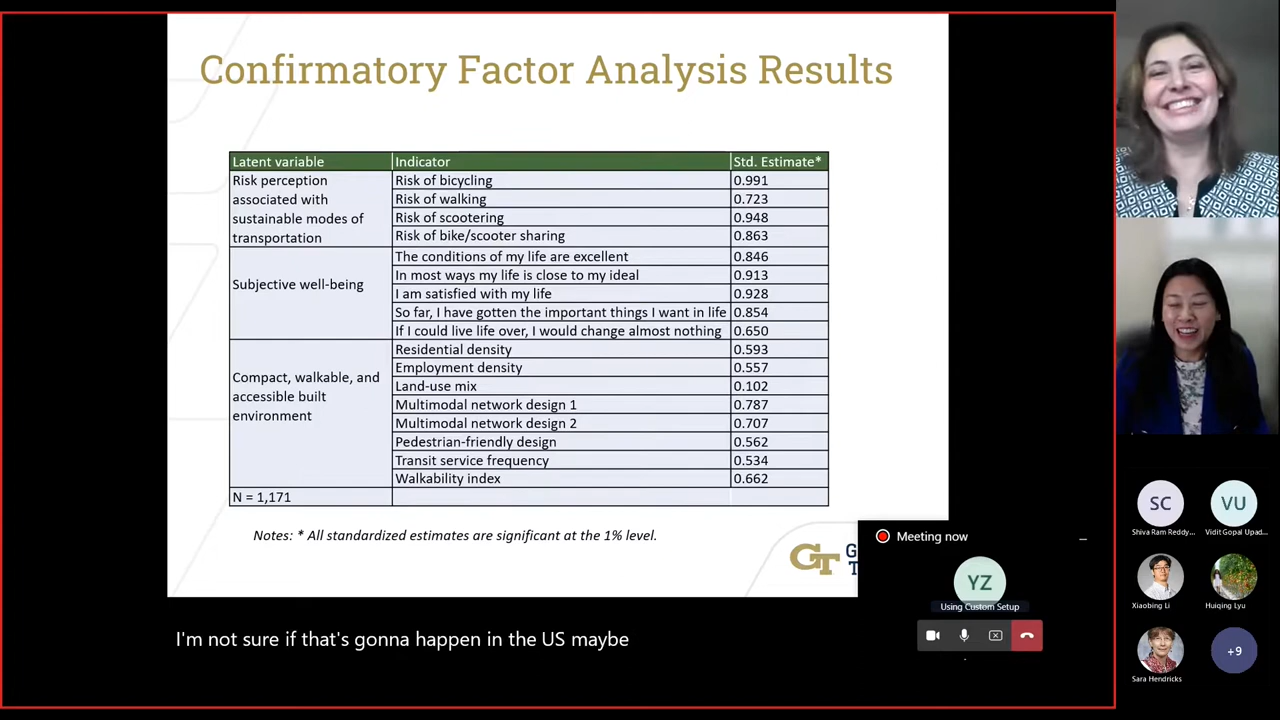 Confirmatory Factor Analysis Results
Latent variable Indicator Std. Estimate*
Risk perception associated with sustainable modes of transportation
Risk of bicycling 0.991
Risk of walking 0.723
Risk of scootering 0.948
Risk of bike/scooter sharing 0.863
Subjective well-being
The conditions of my life are excellent 0.846
In most ways my life is close to my ideal 0.913
I am satisfied with my life 0.928
So far, I have gotten the important things I want in life 0.854
If I could live life over, I would change almost nothing 0.650
Compact, walkable, and accessible built environment
Residential density 0.593
Employment density 0.557
Land-use mix 0.102
Multimodal network design 1 0.787
Multimodal network design 2 0.707
Pedestrian-friendly design 0.562
Transit service frequency 0.534
Walkability index 0.662
N = 1,171
Notes: * All standardized estimates are significant at the 1% level.
GT G
T
Meeting now
YZ
Using Custom Setup
I'm not sure if that's gonna happen in the US maybe
SC VU
Shiva Ram Reddy... Vidit Gopal Upad...
Xiaobing Li Huiqing Lyu
Sara Hendricks +9